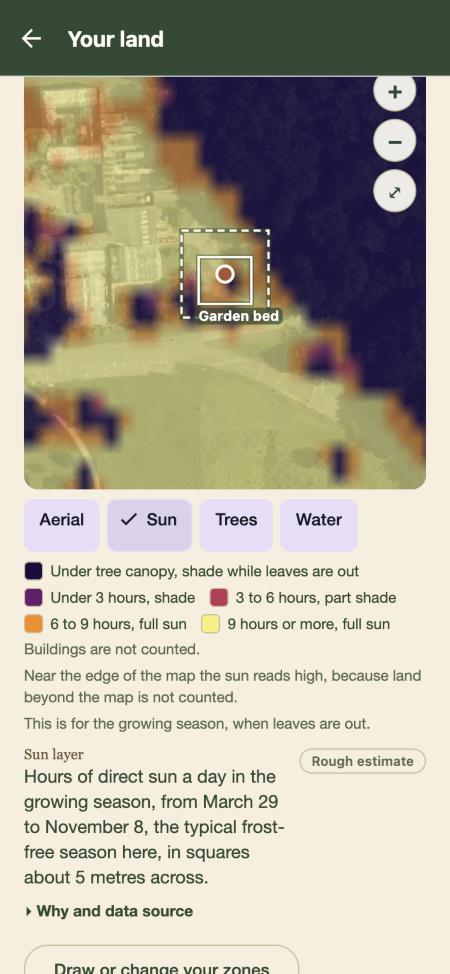 Your land
Garden bed
Aerial
Sun
Trees
Water
Under tree canopy, shade while leaves are out
Under 3 hours, shade
3 to 6 hours, part shade
6 to 9 hours, full sun
9 hours or more, full sun
Buildings are not counted.
Near the edge of the map the sun reads high, because land
beyond the map is not counted.
This is for the growing season, when leaves are out.
Sun layer
Rough estimate
Hours of direct sun a day in the
growing season, from March 29
to November 8, the typical frost-
free season here, in squares
about 5 metres across.
Why and data source
Draw or change your zones